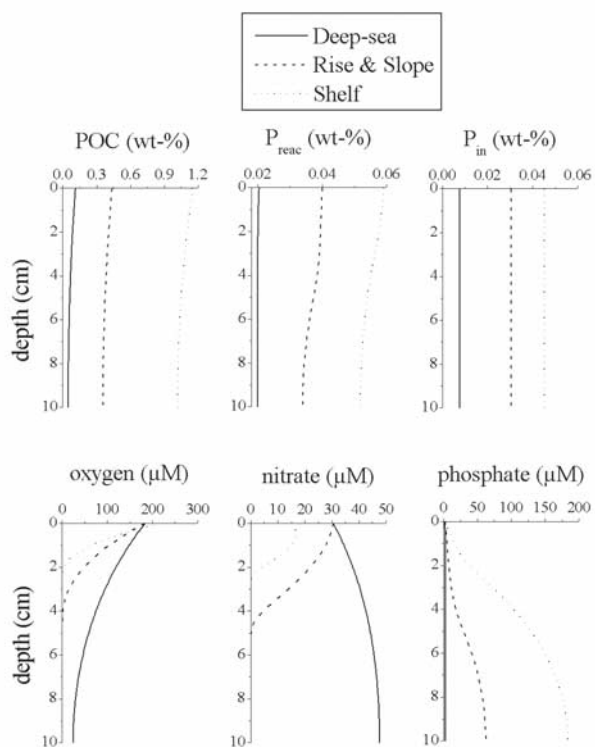 Deep-sea
Rise & Slope
Shelf
POC (wt-%)
0.0 0.3 0.6 0.9 1.2
P_reac (wt-%)
0.02 0.04 0.06
P_in (wt-%)
0.00 0.02 0.04 0.06
depth (cm)
0
2
4
6
8
10
0
2
4
6
8
10
0
2
4
6
8
10
oxygen (µM)
0 100 200 300
nitrate (µM)
0 10 20 30 40 50
phosphate (µM)
0 50 100 150 200
depth (cm)
0
2
4
6
8
10
0
2
4
6
8
10
0
2
4
6
8
10